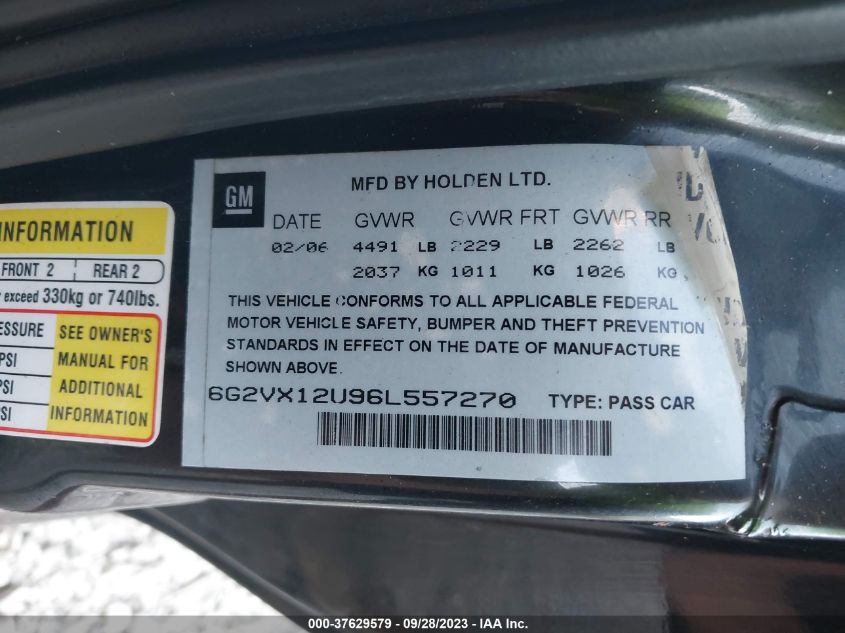 INFORMATION
FRONT 2 REAR 2
exceed 330kg or 740lbs.
SEE OWNER'S
PSI MANUAL FOR
PSI ADDITIONAL
INFORMATION
GM
MFD BY HOLDEN LTD.
DATE GVWR GVWR FRT GVWR RR
02/06 4491 LB 2229 LB 2262 LB
2037 KG 1011 KG 1026 KG
THIS VEHICLE CONFORMS TO ALL APPLICABLE FEDERAL
MOTOR VEHICLE SAFETY, BUMPER AND THEFT PREVENTION
STANDARDS IN EFFECT ON THE DATE OF MANUFACTURE
SHOWN ABOVE.
6G2VX12U96L557270 TYPE: PASS CAR
© COPART-37629579 / 09/28/2023 - IAA Inc.